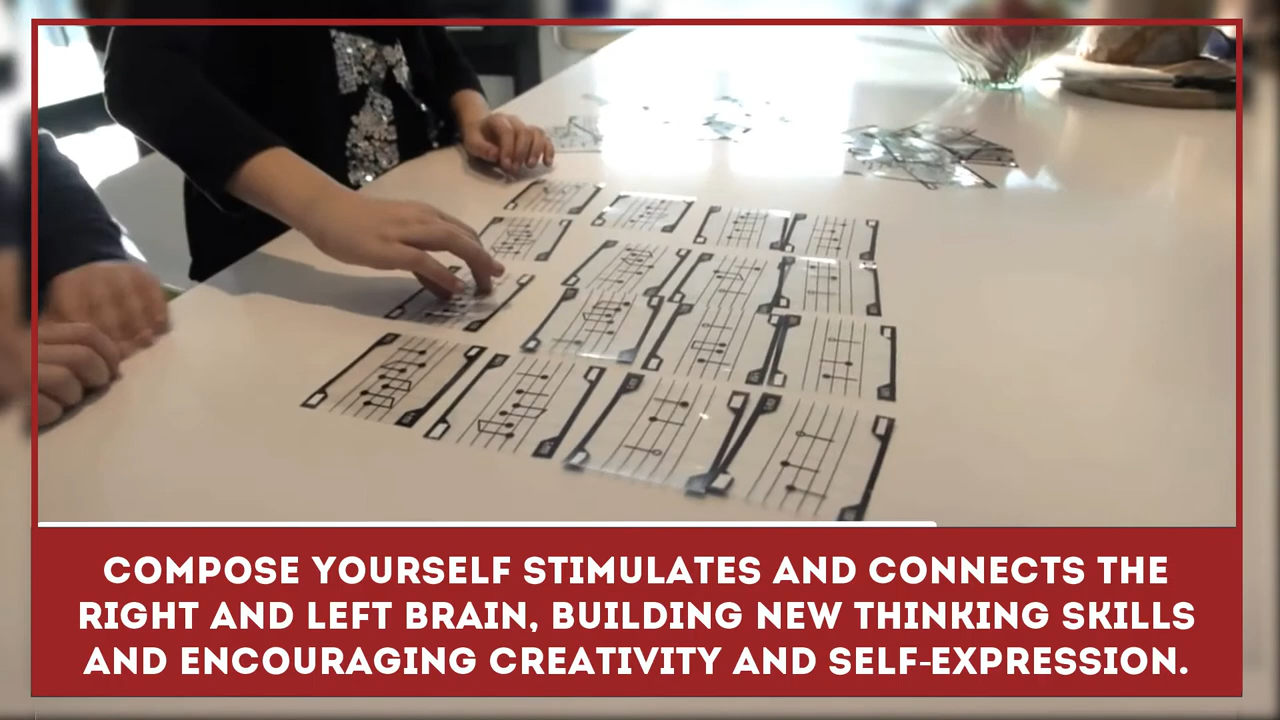 COMPOSE YOURSELF STIMULATES AND CONNECTS THE
RIGHT AND LEFT BRAIN, BUILDING NEW THINKING SKILLS
AND ENCOURAGING CREATIVITY AND SELF-EXPRESSION.